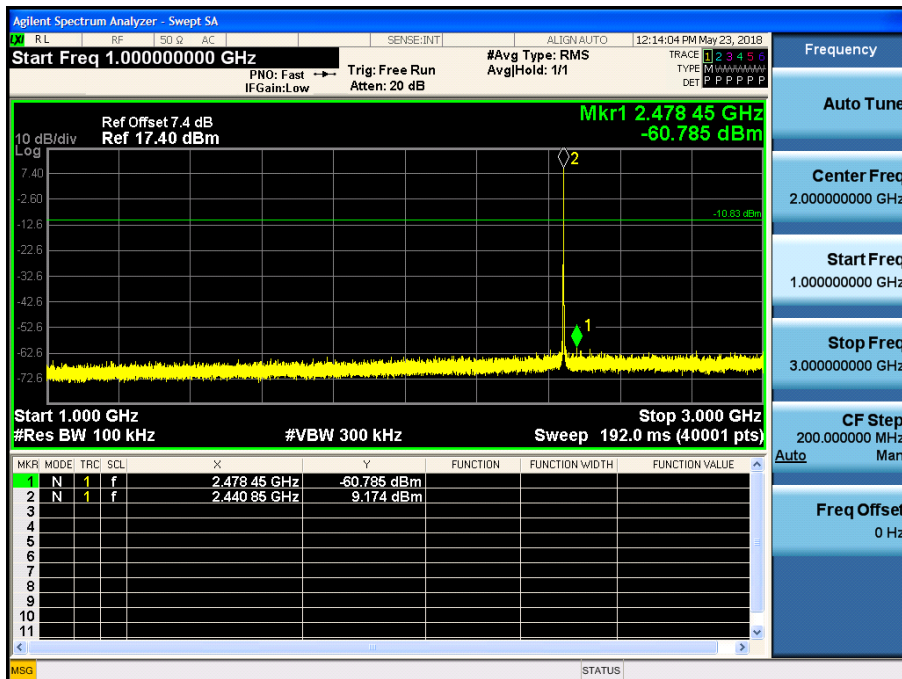 Agilent Spectrum Analyzer - Swept SA
LXI RL RF 50 Ω AC SENSE:INT ALIGN AUTO 12:14:04 PM May 23, 2018
Start Freq 1.000000000 GHz
PNO: Fast
IFGain:Low
Trig: Free Run
Atten: 20 dB
#Avg Type: RMS
Avg|Hold: 1/1
TRACE 1 2 3 4 5 6
TYPE M
DET P P P P P P
Mkr1 2.478 45 GHz
-60.785 dBm
Ref Offset 7.4 dB
10 dB/div Ref 17.40 dBm
Log
2
7.40
-2.60
-10.83 dBm
-12.6
-22.6
-32.6
-42.6
-52.6
1
-62.6
-72.6
Start 1.000 GHz Stop 3.000 GHz
#Res BW 100 kHz #VBW 300 kHz Sweep 192.0 ms (40001 pts)
MKR MODE TRC SCL X Y FUNCTION FUNCTION WIDTH FUNCTION VALUE
1 N 1 f 2.478 45 GHz -60.785 dBm
2 N 1 f 2.440 85 GHz 9.174 dBm
3
4
5
6
7
8
9
10
11
MSG STATUS
Frequency
Auto Tune
Center Freq
2.000000000 GHz
Start Freq
1.000000000 GHz
Stop Freq
3.000000000 GHz
CF Step
200.000000 MHz
Auto Man
Freq Offset
0 Hz